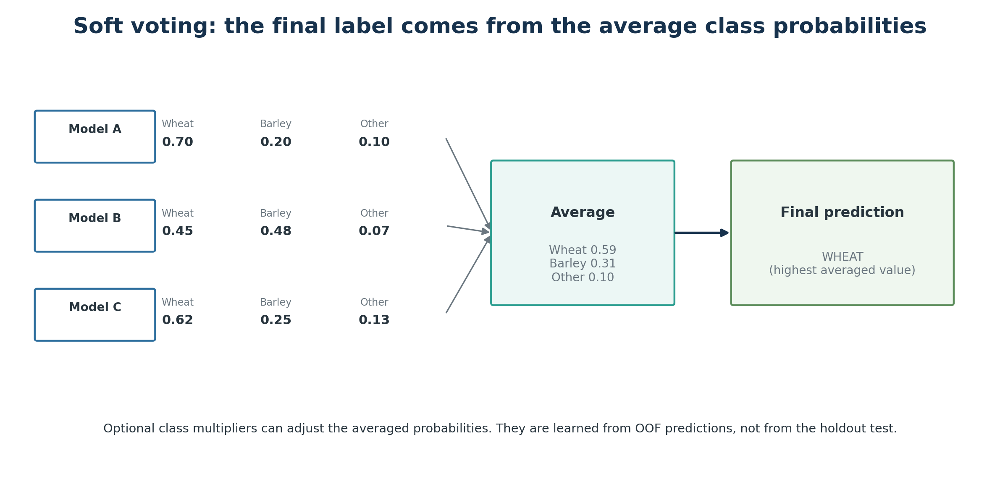 Soft voting: the final label comes from the average class probabilities
Model A
Wheat Barley Other
0.70 0.20 0.10
Model B
Wheat Barley Other
0.45 0.48 0.07
Model C
Wheat Barley Other
0.62 0.25 0.13
Average
Wheat 0.59
Barley 0.31
Other 0.10
Final prediction
WHEAT
(highest averaged value)
Optional class multipliers can adjust the averaged probabilities. They are learned from OOF predictions, not from the holdout test.